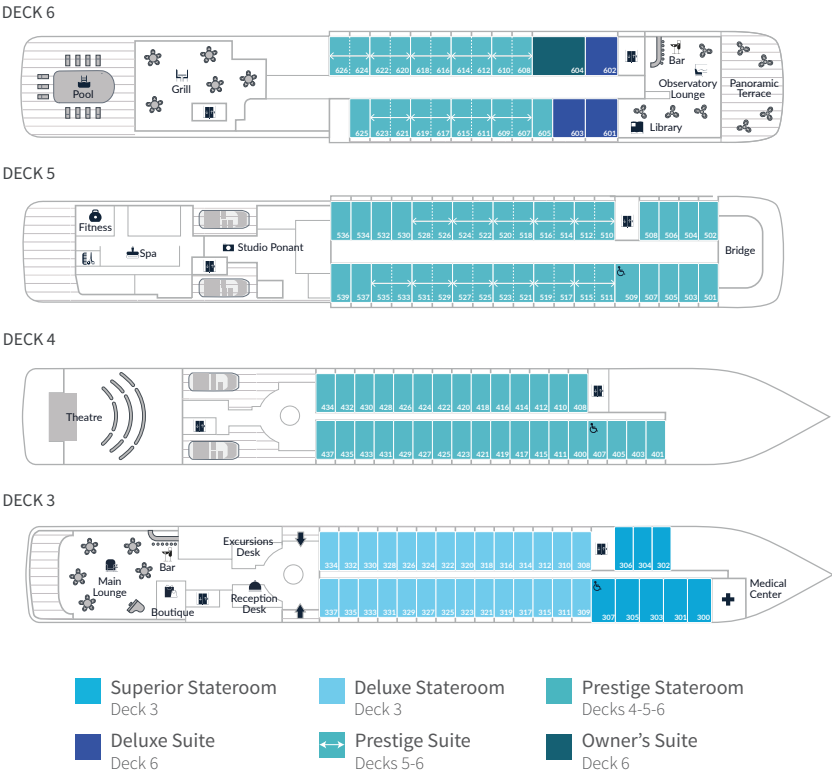 DECK 6
626 624 622 620 618 616 614 612 610 608 604 602
Bar
Grill
Pool
Observatory
Lounge
Panoramic
Terrace
Library
625 623 621 619 617 615 611 609 607 605 603 601
DECK 5
Fitness
Spa
Studio Ponant
536 534 532 530 528 526 524 522 520 518 516 514 512 510 508 506 504 502
Bridge
539 537 535 533 531 529 527 525 523 521 519 517 515 511 509 507 505 503 501
DECK 4
Theatre
434 432 430 428 426 424 422 420 418 416 414 412 410 408
437 435 433 431 429 427 425 423 421 419 417 415 411 400 407 405 403 401
DECK 3
Excursions
Desk
Bar
Main
Lounge
334 332 330 328 326 324 322 320 318 316 314 312 310 308 306 304 302
Medical
Center
Reception
Desk
Boutique
337 335 333 331 329 327 325 323 321 319 317 315 311 309 307 305 303 301 300
Superior Stateroom
Deck 3
Deluxe Stateroom
Deck 3
Prestige Stateroom
Decks 4-5-6
Deluxe Suite
Deck 6
Prestige Suite
Decks 5-6
Owner's Suite
Deck 6